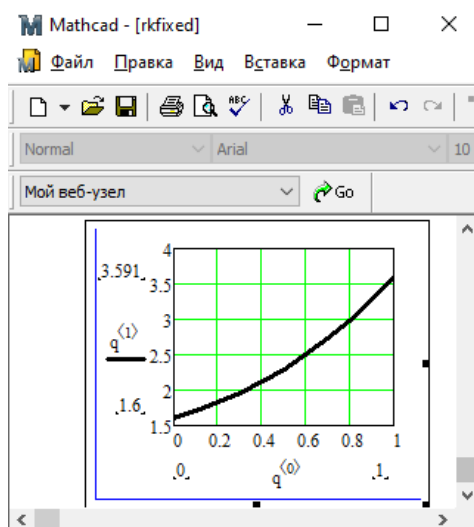 Mathcad - [rkfixed]
Файл Правка Вид Вставка Формат
ABC
Normal Arial 10
Мой веб-узел Go
4
3.591
3.5
3
q⟨1⟩
2.5
2
1.6
1.5
0 0.2 0.4 0.6 0.8 1
0 q⟨0⟩ 1